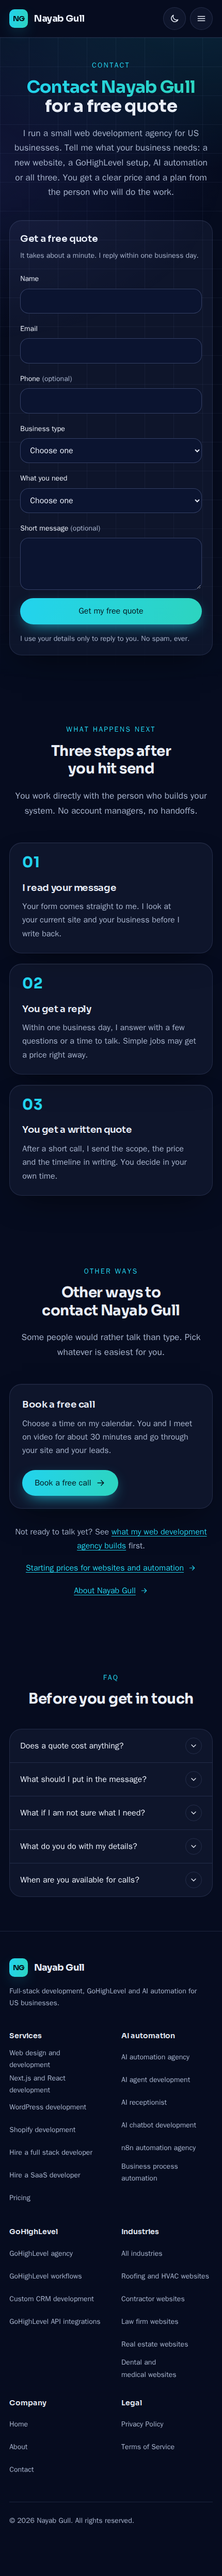 NG Nayab Gull
CONTACT
Contact Nayab Gull
for a free quote
I run a small web development agency for US
businesses. Tell me what your business needs: a
new website, a GoHighLevel setup, AI automation
or all three. You get a clear price and a plan from
the person who will do the work.
Get a free quote
It takes about a minute. I reply within one business day.
Name
Email
Phone (optional)
Business type
Choose one
What you need
Choose one
Short message (optional)
Get my free quote
I use your details only to reply to you. No spam, ever.
WHAT HAPPENS NEXT
Three steps after
you hit send
You work directly with the person who builds your
system. No account managers, no handoffs.
01
I read your message
Your form comes straight to me. I look at
your current site and your business before I
write back.
02
You get a reply
Within one business day, I answer with a few
questions or a time to talk. Simple jobs may get
a price right away.
03
You get a written quote
After a short call, I send the scope, the price
and the timeline in writing. You decide in your
own time.
OTHER WAYS
Other ways to
contact Nayab Gull
Some people would rather talk than type. Pick
whichever is easiest for you.
Book a free call
Choose a time on my calendar. You and I meet
on video for about 30 minutes and go through
your site and your leads.
Book a free call →
Not ready to talk yet? See what my web development
agency builds first.
Starting prices for websites and automation →
About Nayab Gull →
FAQ
Before you get in touch
Does a quote cost anything?
What should I put in the message?
What if I am not sure what I need?
What do you do with my details?
When are you available for calls?
NG Nayab Gull
Full-stack development, GoHighLevel and AI automation for
US businesses.
Services
Web design and
development
Next.js and React
development
WordPress development
Shopify development
Hire a full stack developer
Hire a SaaS developer
Pricing
AI automation
AI automation agency
AI agent development
AI receptionist
AI chatbot development
n8n automation agency
Business process
automation
GoHighLevel
GoHighLevel agency
GoHighLevel workflows
Custom CRM development
GoHighLevel API integrations
Industries
All industries
Roofing and HVAC websites
Contractor websites
Law firm websites
Real estate websites
Dental and
medical websites
Company
Home
About
Contact
Legal
Privacy Policy
Terms of Service
© 2026 Nayab Gull. All rights reserved.